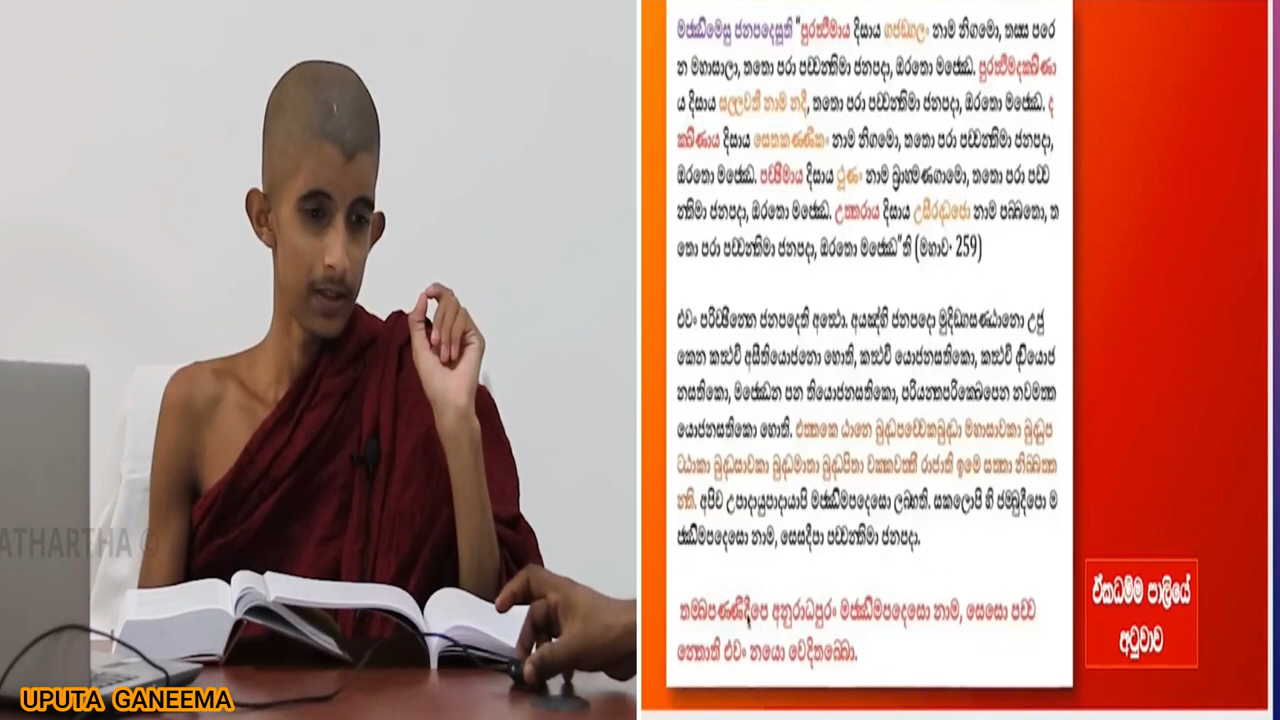 මජ්ඣිමෙසු ජනපදෙසූති “පුරත්ථිමාය දිසාය ගජඞ්ගලං නාම නිගමො, තස්ස පරෙ
න මහාසාලා, තතො පරා පච්චන්තිමා ජනපදා, ඔරතො මජ්ඣෙ. පුරත්ථිමදක්ඛිණා
ය දිසාය සල්ලවතී නාම නදී, තතො පරා පච්චන්තිමා ජනපදා, ඔරතො මජ්ඣෙ. ද
ක්ඛිණාය දිසාය සෙතකණ්ණිකං නාම නිගමො, තතො පරා පච්චන්තිමා ජනපදා,
ඔරතො මජ්ඣෙ. පච්ඡිමාය දිසාය ථූණං නාම බ්‍රාහ්මණගාමො, තතො පරා පච්ච
න්තිමා ජනපදා, ඔරතො මජ්ඣෙ. උත්තරාය දිසාය උසීරද්ධජො නාම පබ්බතො, ත
තො පරා පච්චන්තිමා ජනපදා, ඔරතො මජ්ඣෙ”ති (මහාව· 259)
එවං පරිච්ඡින්නෙ ජනපදෙති අත්ථො. අයඤ්හි ජනපදො මුදිඞ්ගසණ්ඨානො උජු
කෙන කත්ථචි අසීතියොජනො හොති, කත්ථචි යොජනසතිකො, කත්ථචි ද්වියොජ
නසතිකො, මජ්ඣෙන පන තියොජනසතිකො, පරියන්තපරික්ඛෙපෙන නවමත්ත
යොජනසතිකො හොති. එත්තකෙ ඨානෙ බුද්ධපච්චෙකබුද්ධා මහාසාවකා බුද්ධුප
ට්ඨාකා බුද්ධසාවකා බුද්ධමාතා බුද්ධපිතා චක්කවත්තී රාජාති ඉමෙ සත්තා නිබ්බත්ත
න්ති. අපිච උපාදායුපාදායාපි මජ්ඣිමපදෙසො ලබ්භති. සකලොපි හි ජම්බුදීපො ම
ජ්ඣිමපදෙසො නාම, සෙසදීපා පච්චන්තිමා ජනපදා.
තම්බපණ්ණිදීපෙ අනුරාධපුරං මජ්ඣිමපදෙසො නාම, සෙසො පච්ච
න්තොති එවං නයො වෙදිතබ්බො.
ඒකධම්ම පාලියේ
අටුවාව
ATHARTHA ©
UPUTA GANEEMA